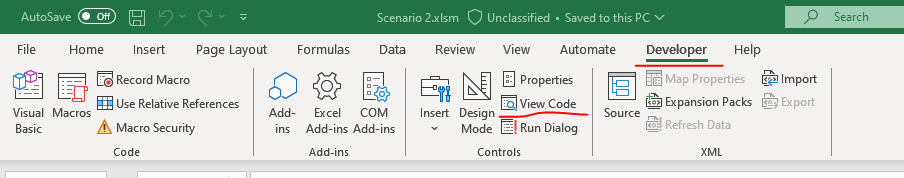 AutoSave Off Scenario 2.xlsm Unclassified • Saved to this PC Search
File Home Insert Page Layout Formulas Data Review View Automate Developer Help
Visual Basic
Macros
Record Macro
Use Relative References
Macro Security
Code
Add-ins
Excel Add-ins
COM Add-ins
Add-ins
Insert
Design Mode
Properties
View Code
Run Dialog
Controls
Source
Map Properties
Expansion Packs
Refresh Data
Import
Export
XML